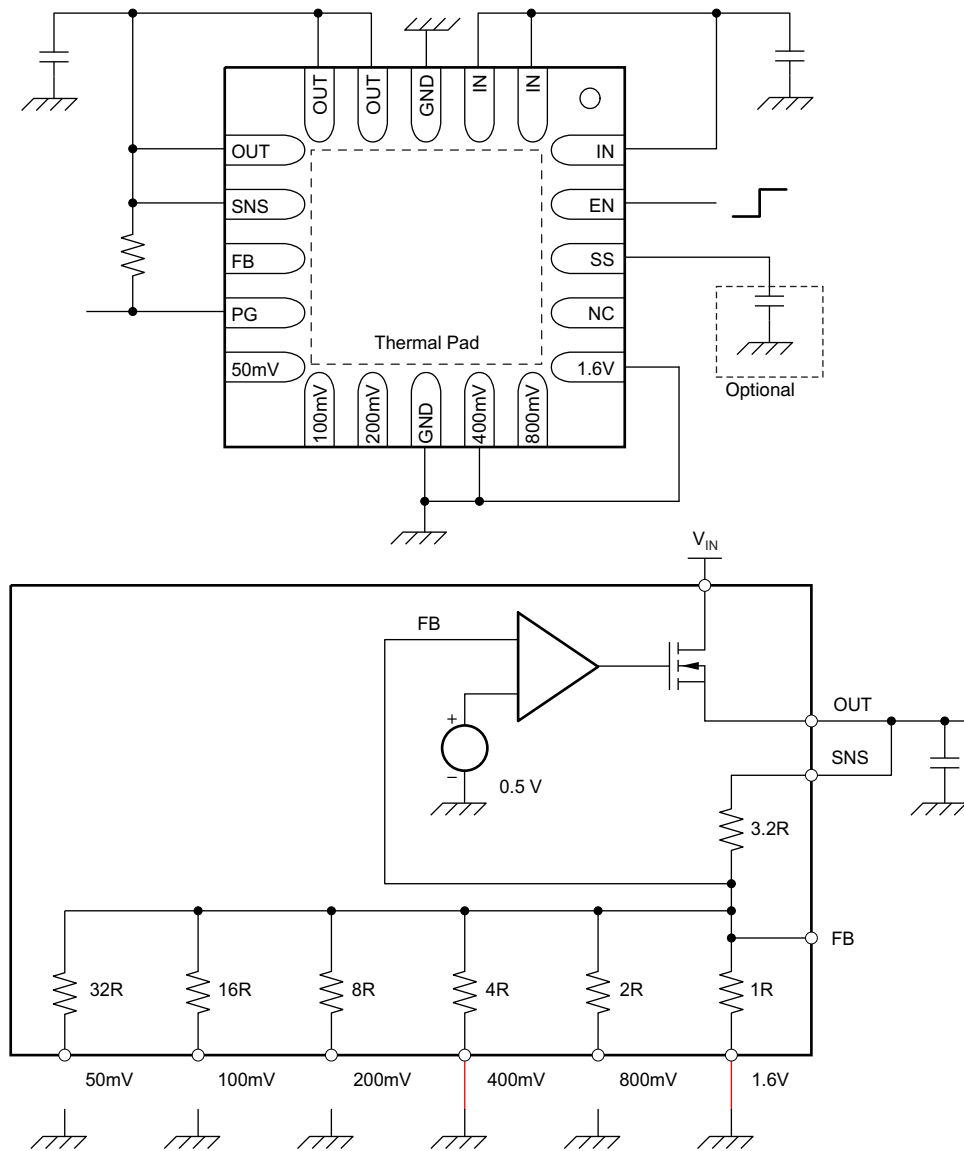 OUT
OUT
GND
IN
IN
OUT
SNS
FB
PG
50mV
IN
EN
SS
NC
1.6V
Thermal Pad
100mV
200mV
GND
400mV
800mV
Optional
VIN
FB
OUT
SNS
+
−
0.5 V
3.2R
FB
32R
16R
8R
4R
2R
1R
50mV
100mV
200mV
400mV
800mV
1.6V